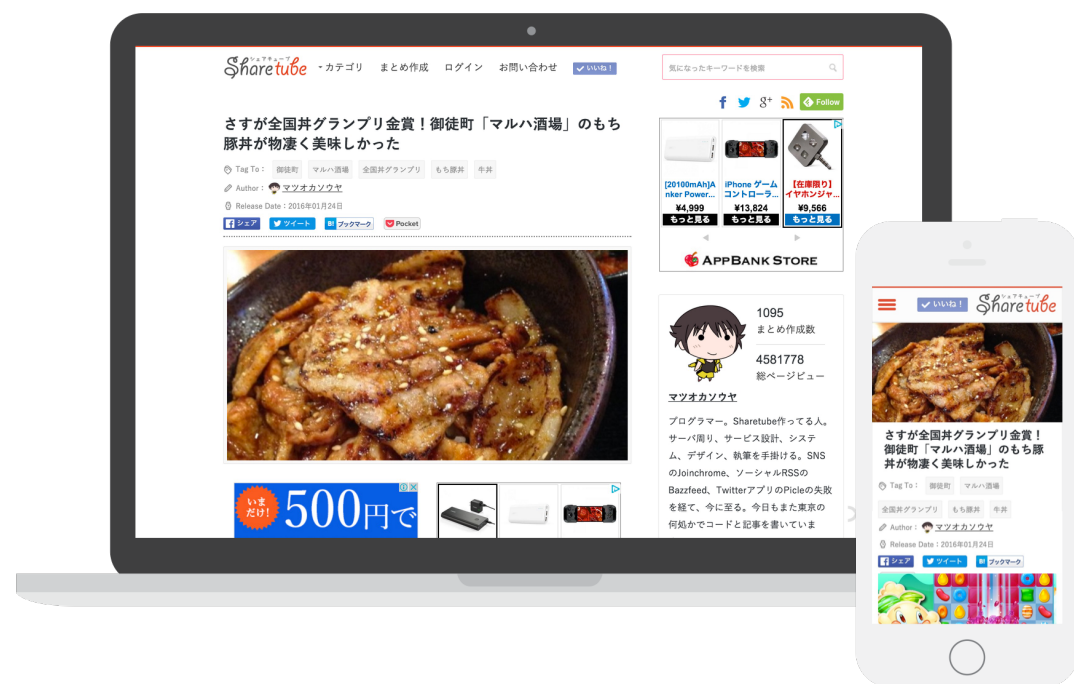 シェアチューブ
Sharetube
カテゴリ まとめ作成 ログイン お問い合わせ いいね！
気になったキーワードを検索
Follow
さすが全国丼グランプリ金賞！御徒町「マルハ酒場」のもち
豚丼が物凄く美味しかった
Tag To： 御徒町 マルハ酒場 全国丼グランプリ もち豚丼 牛丼
Author： マツオカソウヤ
Release Date：2016年01月24日
シェア ツイート B! ブックマーク Pocket
いま
だけ!
500円で
[20100mAh]A
nker Power...
¥4,999
もっと見る
iPhone ゲーム
コントローラ...
¥13,824
もっと見る
【在庫限り】
イヤホンジャ...
¥9,566
もっと見る
APPBANK STORE
1095
まとめ作成数
4581778
総ページビュー
マツオカソウヤ
プログラマー。Sharetube作ってる人。
サーバ周り、サービス設計、システ
ム、デザイン、執筆を手掛ける。SNS
のJoinchrome、ソーシャルRSSの
Bazzfeed、TwitterアプリのPicleの失敗
を経て、今に至る。今日もまた東京の
何処かでコードと記事を書いていま
いいね！
シェアチューブ
Sharetube
さすが全国丼グランプリ金賞！
御徒町「マルハ酒場」のもち豚
丼が物凄く美味しかった
Tag To： 御徒町 マルハ酒場
全国丼グランプリ もち豚丼 牛丼
Author： マツオカソウヤ
Release Date：2016年01月24日
シェア ツイート B! ブックマーク